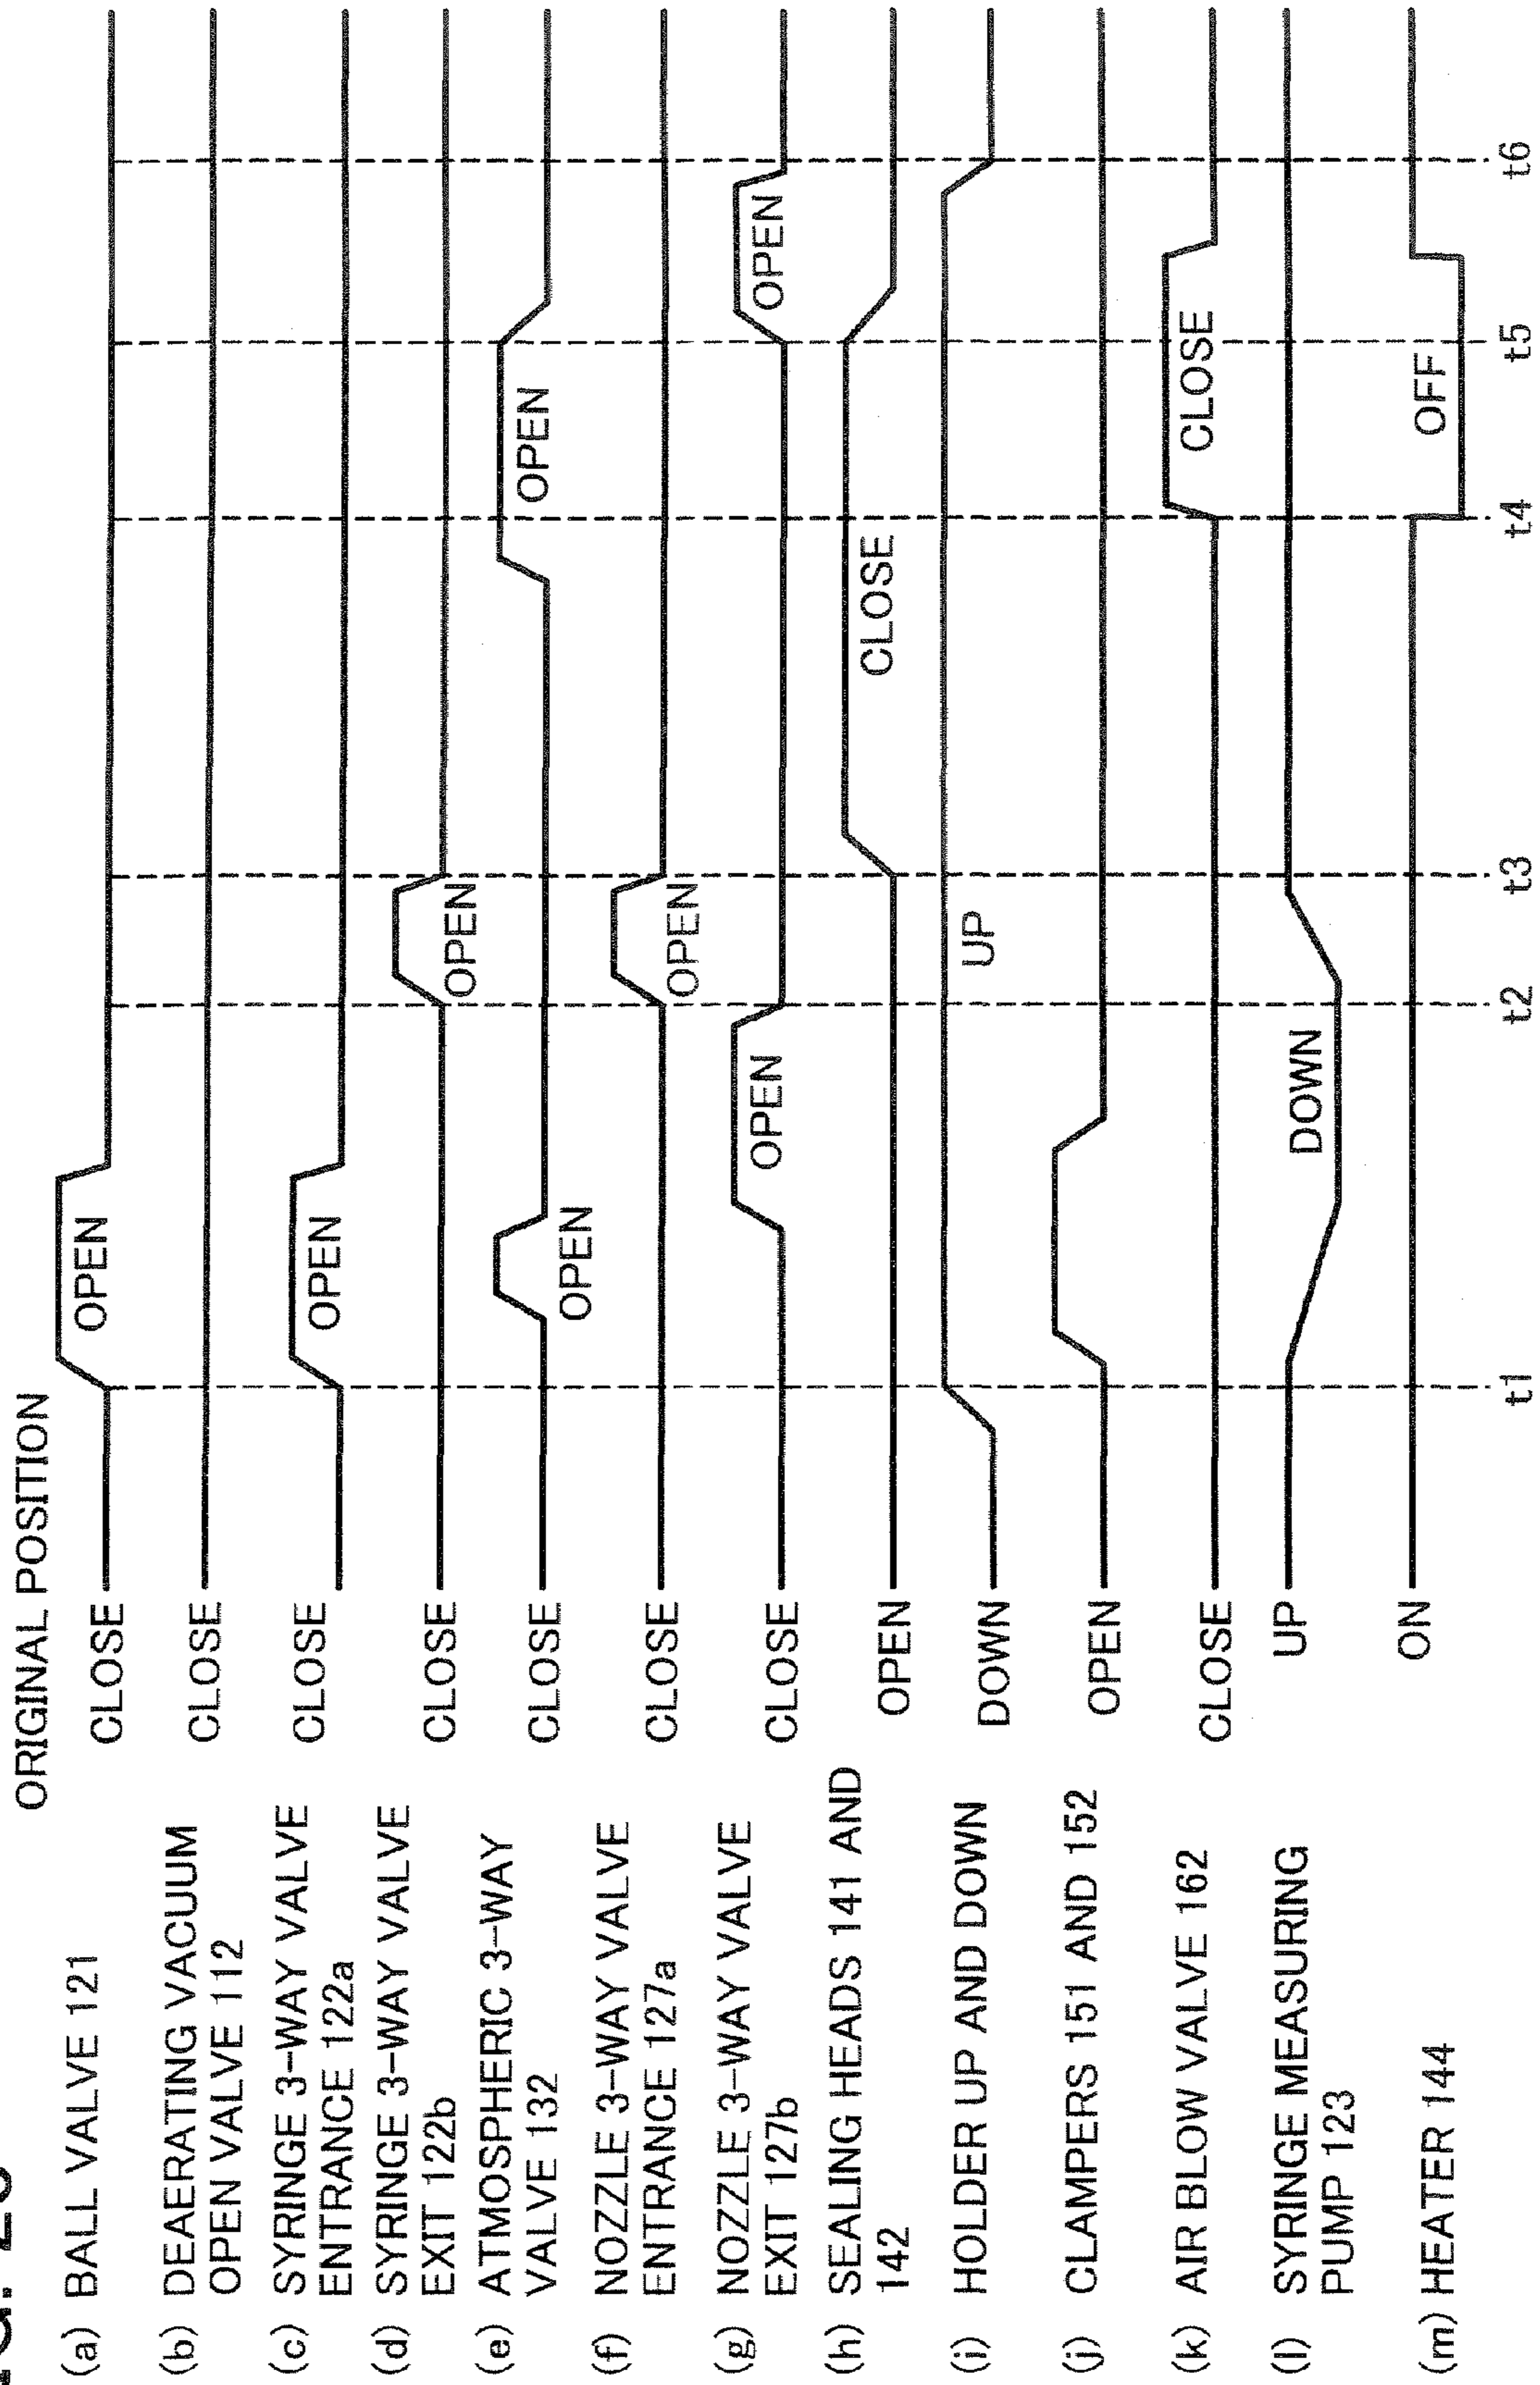 ORIGINAL POSITION
(a) BALL VALVE 121
CLOSE
OPEN
(b) DEAERATING VACUUM
OPEN VALVE 112
CLOSE
(c) SYRINGE 3-WAY VALVE
ENTRANCE 122a
CLOSE
OPEN
(d) SYRINGE 3-WAY VALVE
EXIT 122b
CLOSE
OPEN
(e) ATMOSPHERIC 3-WAY
VALVE 132
CLOSE
OPEN
OPEN
(f) NOZZLE 3-WAY VALVE
ENTRANCE 127a
CLOSE
OPEN
(g) NOZZLE 3-WAY VALVE
EXIT 127b
CLOSE
OPEN
OPEN
(h) SEALING HEADS 141 AND
142
OPEN
CLOSE
(i) HOLDER UP AND DOWN
DOWN
UP
(j) CLAMPERS 151 AND 152
OPEN
(k) AIR BLOW VALVE 162
CLOSE
CLOSE
(l) SYRINGE MEASURING
PUMP 123
UP
DOWN
(m) HEATER 144
ON
OFF
t1
t2
t3
t4
t5
t6